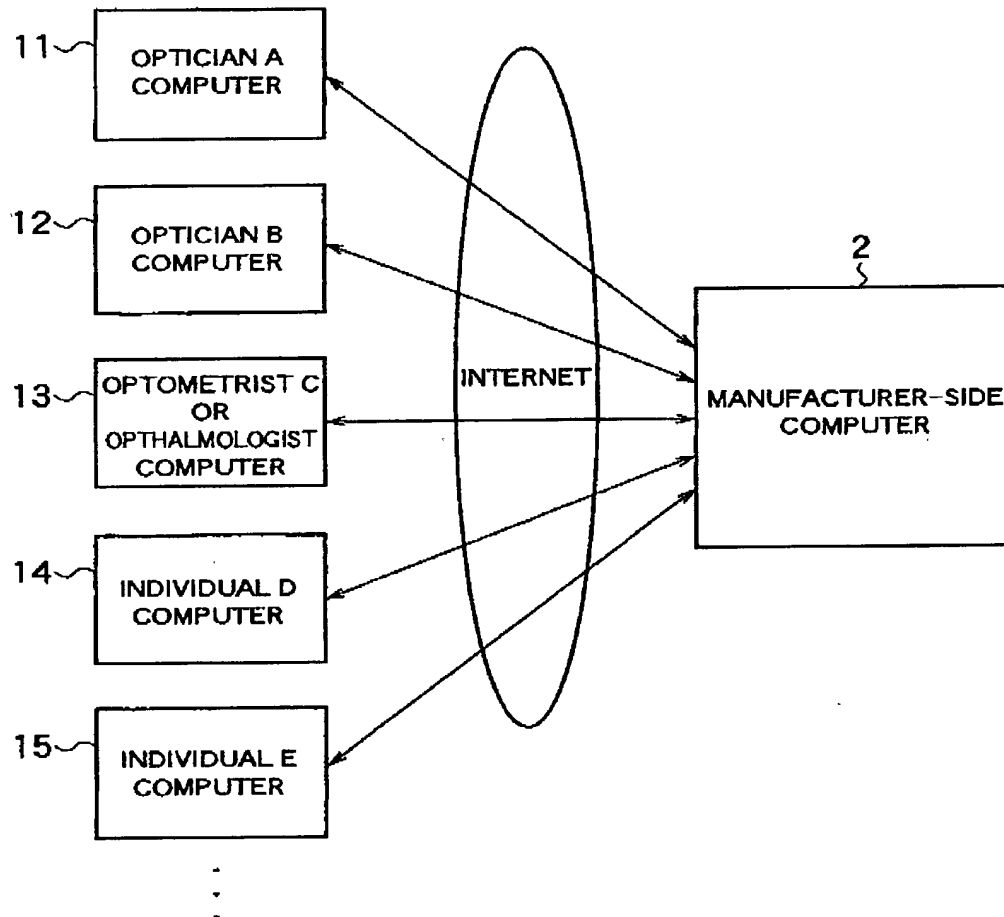 11
OPTICIAN A
COMPUTER
12
OPTICIAN B
COMPUTER
13
OPTOMETRIST C
OR
OPTHALMOLOGIST
COMPUTER
14
INDIVIDUAL D
COMPUTER
15
INDIVIDUAL E
COMPUTER
INTERNET
2
MANUFACTURER-SIDE
COMPUTER